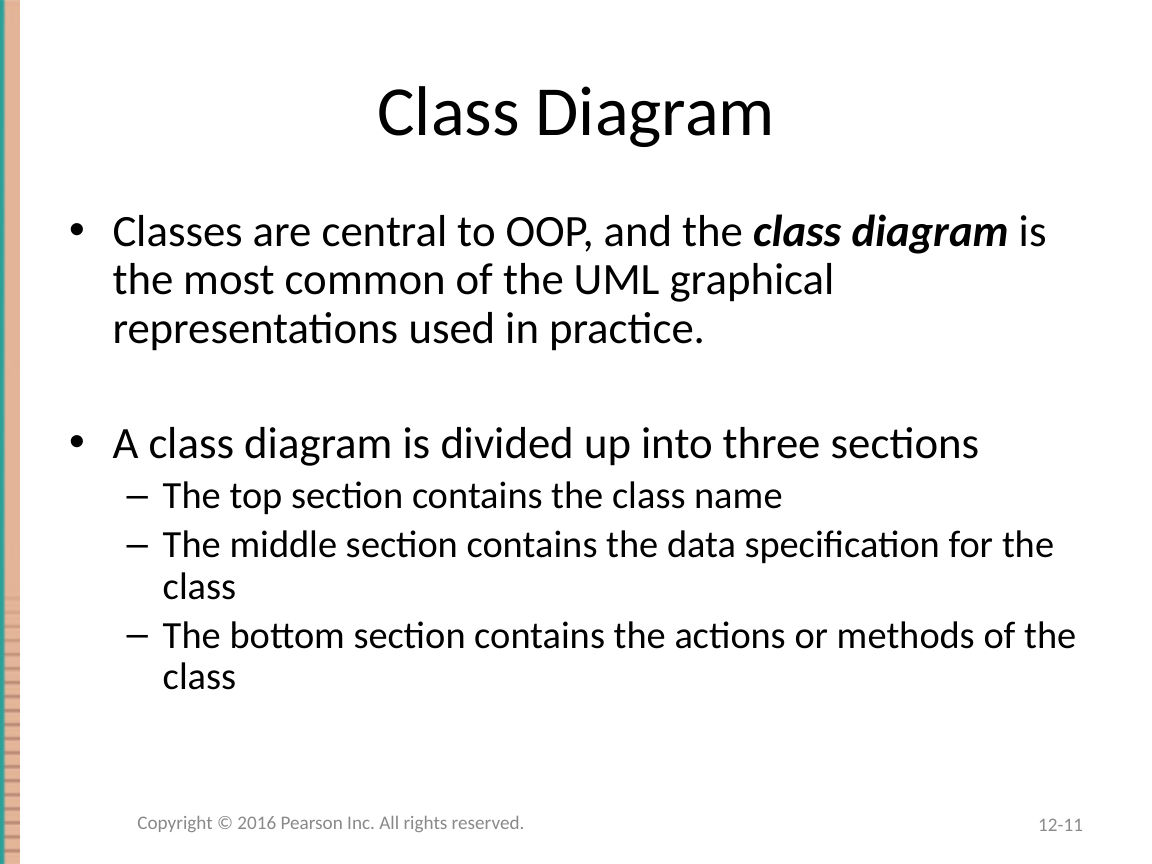 Class Diagram
• Classes are central to OOP, and the class diagram is
the most common of the UML graphical
representations used in practice.
• A class diagram is divided up into three sections
– The top section contains the class name
– The middle section contains the data specification for the
class
– The bottom section contains the actions or methods of the
class
Copyright © 2016 Pearson Inc. All rights reserved.
12-11